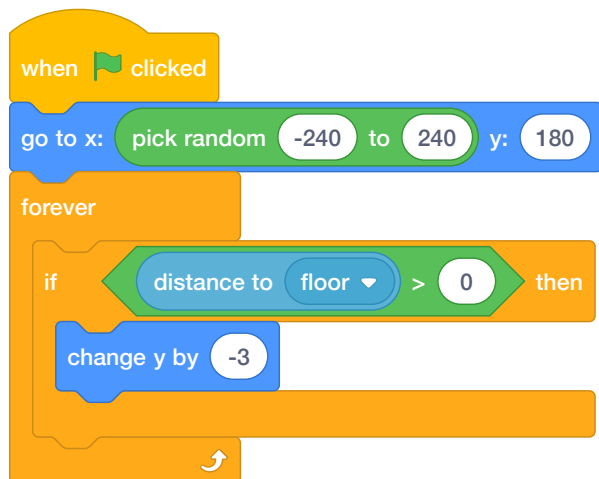 when clicked
go to x: pick random -240 to 240 y: 180
forever
if distance to floor > 0 then
change y by -3